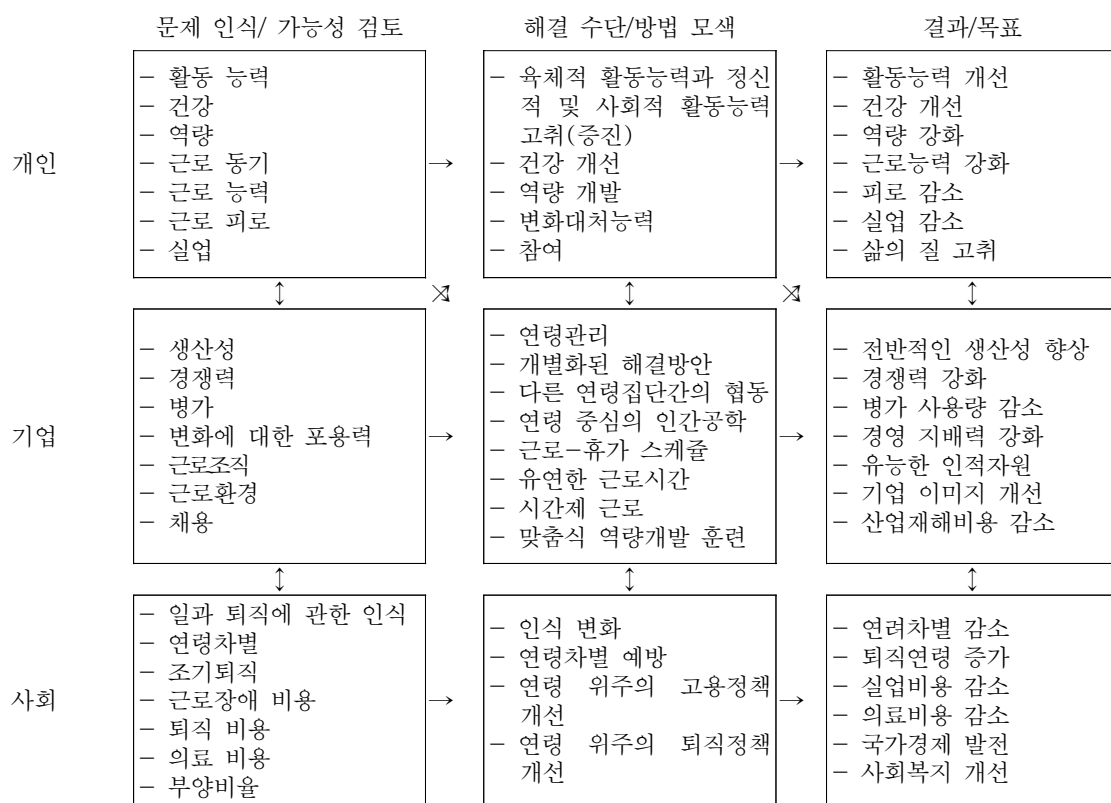 문제 인식/ 가능성 검토
해결 수단/방법 모색
결과/목표
개인
- 활동 능력
- 건강
- 역량
- 근로 동기
- 근로 능력
- 근로 피로
- 실업
→
- 육체적 활동능력과 정신
적 및 사회적 활동능력
고취(증진)
- 건강 개선
- 역량 개발
- 변화대처능력
- 참여
→
- 활동능력 개선
- 건강 개선
- 역량 강화
- 근로능력 강화
- 피로 감소
- 실업 감소
- 삶의 질 고취
↕ ⤨ ↕ ⤨ ↕
기업
- 생산성
- 경쟁력
- 병가
- 변화에 대한 포용력
- 근로조직
- 근로환경
- 채용
→
- 연령관리
- 개별화된 해결방안
- 다른 연령집단간의 협동
- 연령 중심의 인간공학
- 근로-휴가 스케쥴
- 유연한 근로시간
- 시간제 근로
- 맞춤식 역량개발 훈련
→
- 전반적인 생산성 향상
- 경쟁력 강화
- 병가 사용량 감소
- 경영 지배력 강화
- 유능한 인적자원
- 기업 이미지 개선
- 산업재해비용 감소
↕ ↕ ↕
사회
- 일과 퇴직에 관한 인식
- 연령차별
- 조기퇴직
- 근로장애 비용
- 퇴직 비용
- 의료 비용
- 부양비율
→
- 인식 변화
- 연령차별 예방
- 연령 위주의 고용정책
개선
- 연령 위주의 퇴직정책
개선
→
- 연려차별 감소
- 퇴직연령 증가
- 실업비용 감소
- 의료비용 감소
- 국가경제 발전
- 사회복지 개선